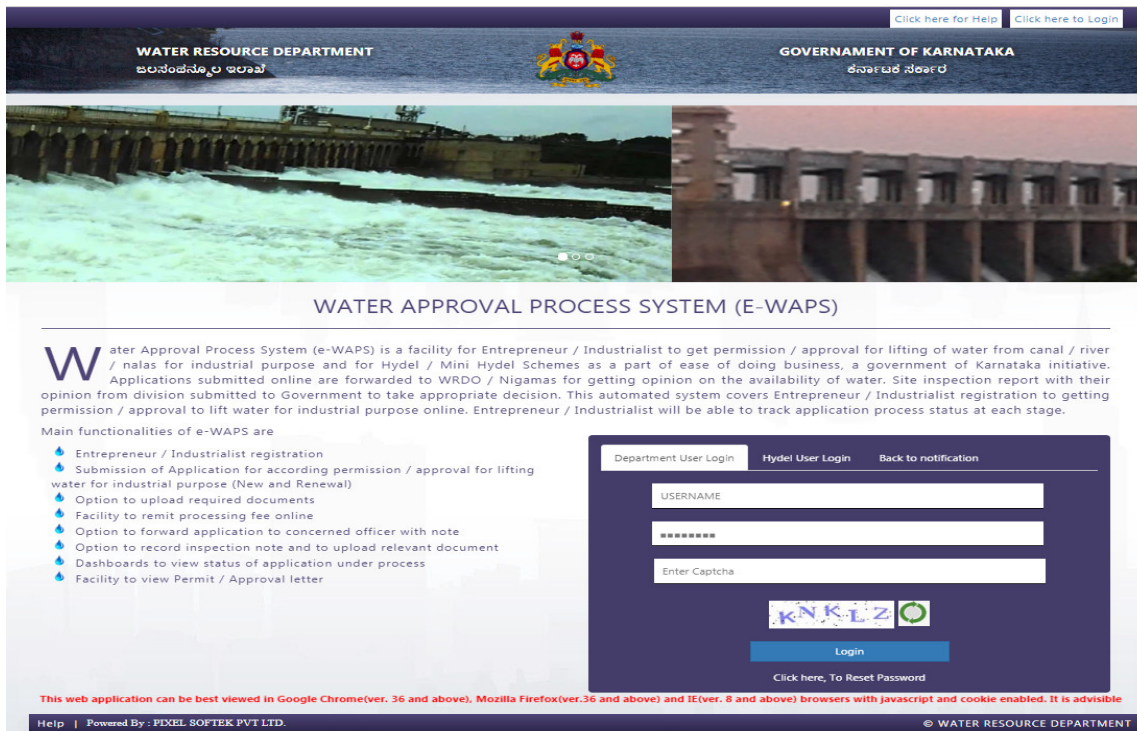 Click here for Help Click here to Login
WATER RESOURCE DEPARTMENT
ಜಲಸಂಪನ್ಮೂಲ ಇಲಾಖೆ
GOVERNAMENT OF KARNATAKA
ಕರ್ನಾಟಕ ಸರ್ಕಾರ
WATER APPROVAL PROCESS SYSTEM (E-WAPS)
Water Approval Process System (e-WAPS) is a facility for Entrepreneur / Industrialist to get permission / approval for lifting of water from canal / river
/ nalas for industrial purpose and for Hydel / Mini Hydel Schemes as a part of ease of doing business, a government of Karnataka initiative.
Applications submitted online are forwarded to WRDO / Nigamas for getting opinion on the availability of water. Site inspection report with their
opinion from division submitted to Government to take appropriate decision. This automated system covers Entrepreneur / Industrialist registration to getting
permission / approval to lift water for industrial purpose online. Entrepreneur / Industrialist will be able to track application process status at each stage.
Main functionalities of e-WAPS are
Entrepreneur / Industrialist registration
Submission of Application for according permission / approval for lifting
water for industrial purpose (New and Renewal)
Option to upload required documents
Facility to remit processing fee online
Option to forward application to concerned officer with note
Option to record inspection note and to upload relevant document
Dashboards to view status of application under process
Facility to view Permit / Approval letter
Department User Login Hydel User Login Back to notification
USERNAME
Enter Captcha
KNKLZ
Login
Click here, To Reset Password
This web application can be best viewed in Google Chrome(ver. 36 and above), Mozilla Firefox(ver.36 and above) and IE(ver. 8 and above) browsers with javascript and cookie enabled. It is advisible
Help | Powered By : PIXEL SOFTEK PVT LTD.
© WATER RESOURCE DEPARTMENT